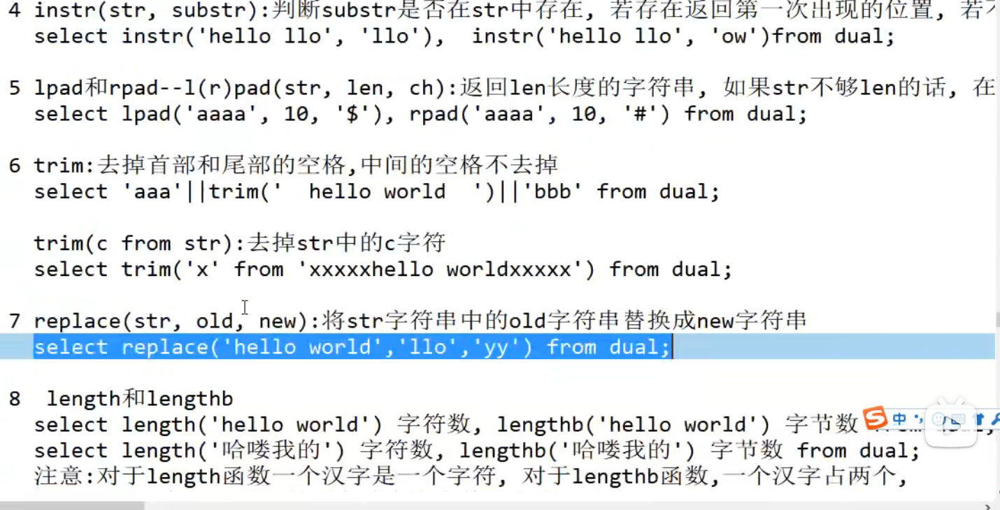 4 instr(str, substr):判断substr是否在str中存在, 若存在返回第一次出现的位置, 若
select instr('hello llo', 'llo'),  instr('hello llo', 'ow')from dual;
5 lpad和rpad--l(r)pad(str, len, ch):返回len长度的字符串, 如果str不够len的话, 在
select lpad('aaaa', 10, '$'), rpad('aaaa', 10, '#') from dual;
6 trim:去掉首部和尾部的空格,中间的空格不去掉
select 'aaa'||trim('  hello world  ')||'bbb' from dual;
trim(c from str):去掉str中的c字符
select trim('x' from 'xxxxxhello worldxxxxx') from dual;
7 replace(str, old, new):将str字符串中的old字符串替换成new字符串
select replace('hello world','llo','yy') from dual;
8  length和lengthb
select length('hello world') 字符数, lengthb('hello world') 字节数
select length('哈喽我的') 字符数, lengthb('哈喽我的') 字节数 from dual;
注意:对于length函数一个汉字是一个字符, 对于lengthb函数,一个汉字占两个,
中